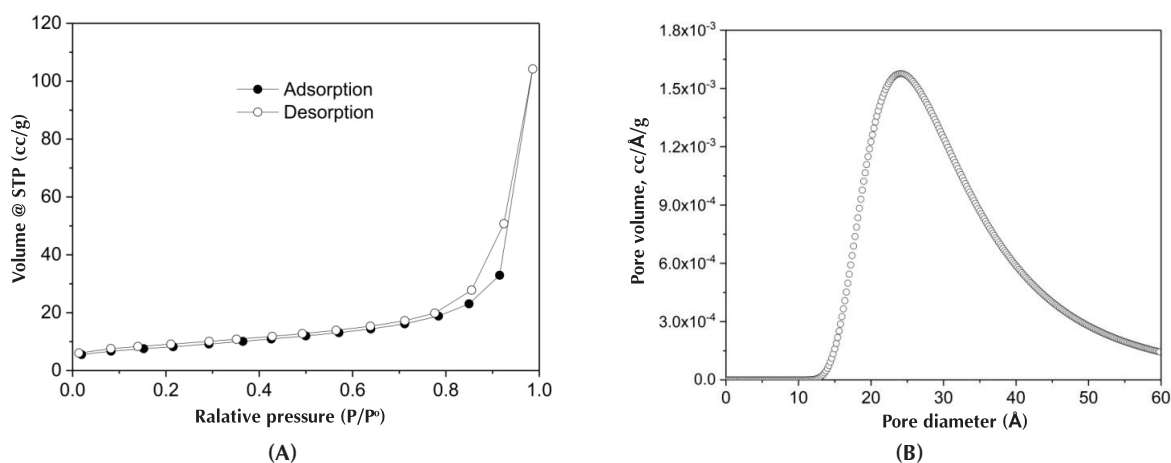 120
100
80
60
40
20
0
Volume @ STP (cc/g)
Adsorption
Desorption
0.0 0.2 0.4 0.6 0.8 1.0
Ralative pressure (P/Pº)
(A)
1.8x10⁻³
1.5x10⁻³
1.2x10⁻³
9.0x10⁻⁴
6.0x10⁻⁴
3.0x10⁻⁴
0.0
Pore volume, cc/Å/g
0 10 20 30 40 50 60
Pore diameter (Å)
(B)